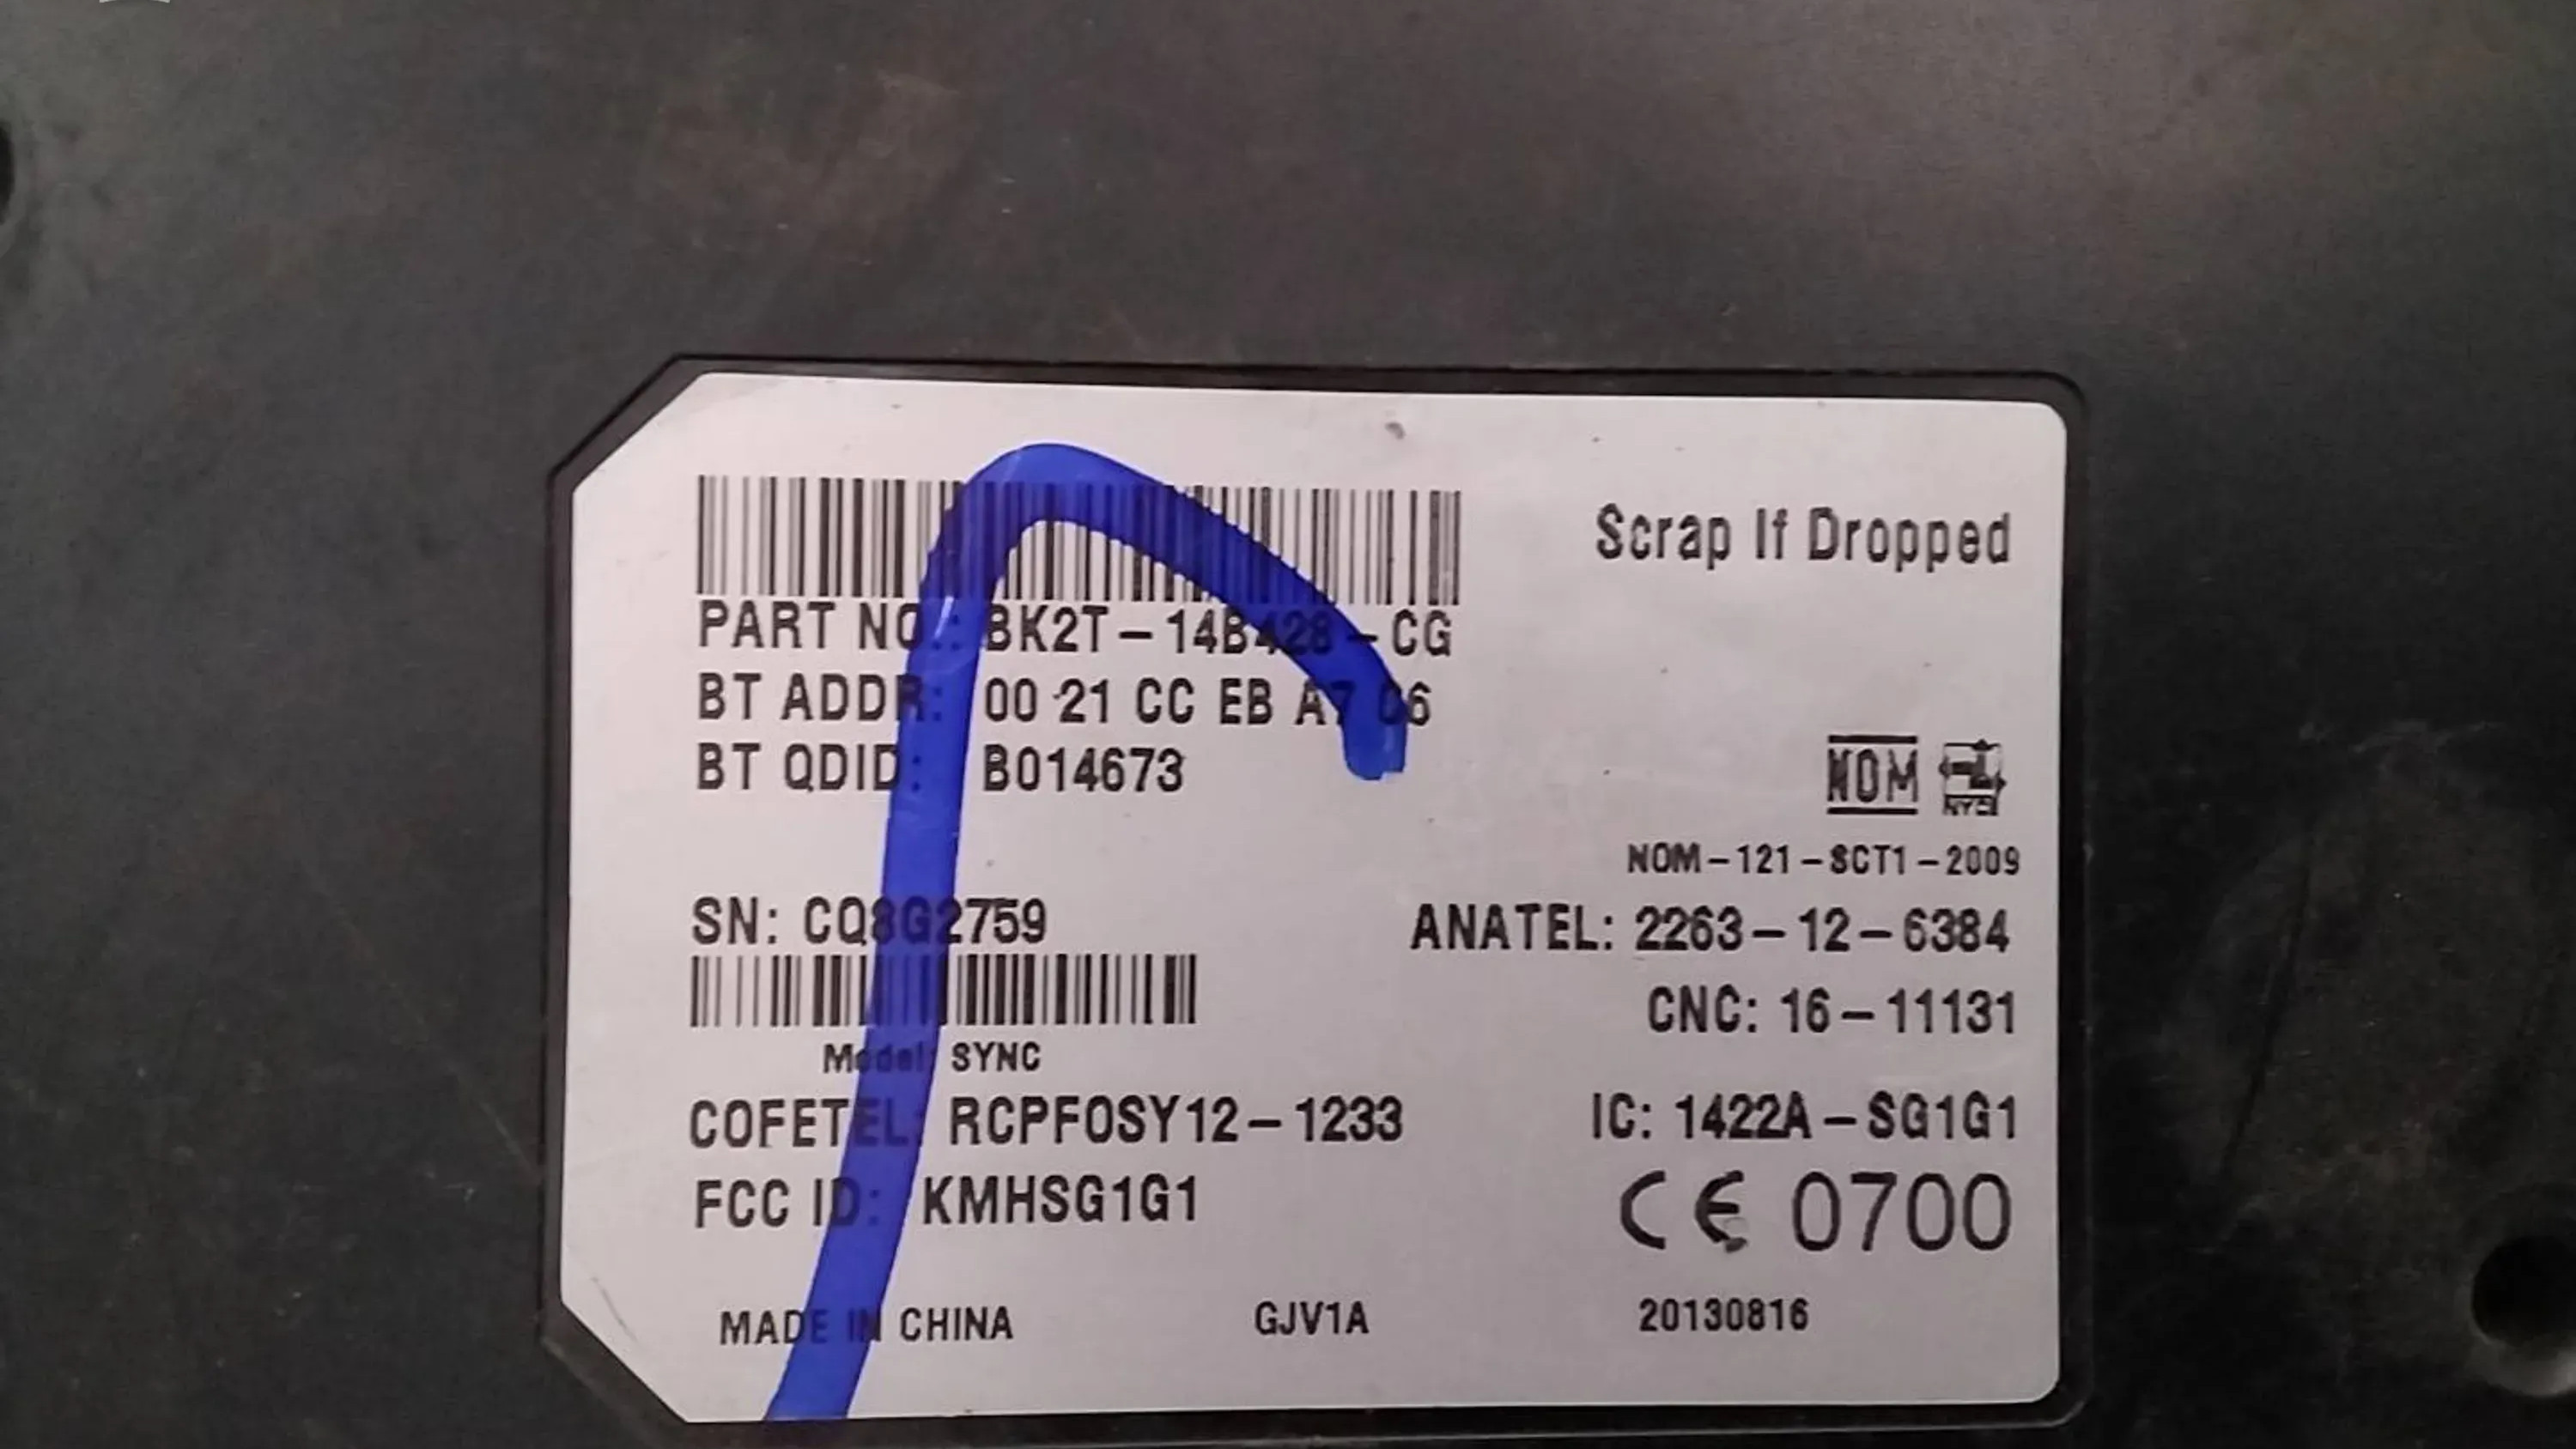 Scrap If Dropped
PART NO.: BK2T-14B428-CG
BT ADDR: 00 21 CC EB A7 06
BT QDID: B014673
NOM
NYCE
NOM-121-SCT1-2009
SN: CQ8G2759
ANATEL: 2263-12-6384
CNC: 16-11131
Model: SYNC
COFETEL: RCPFOSY12-1233
IC: 1422A-SG1G1
FCC ID: KMHSG1G1
CE 0700
MADE IN CHINA
GJV1A
20130816